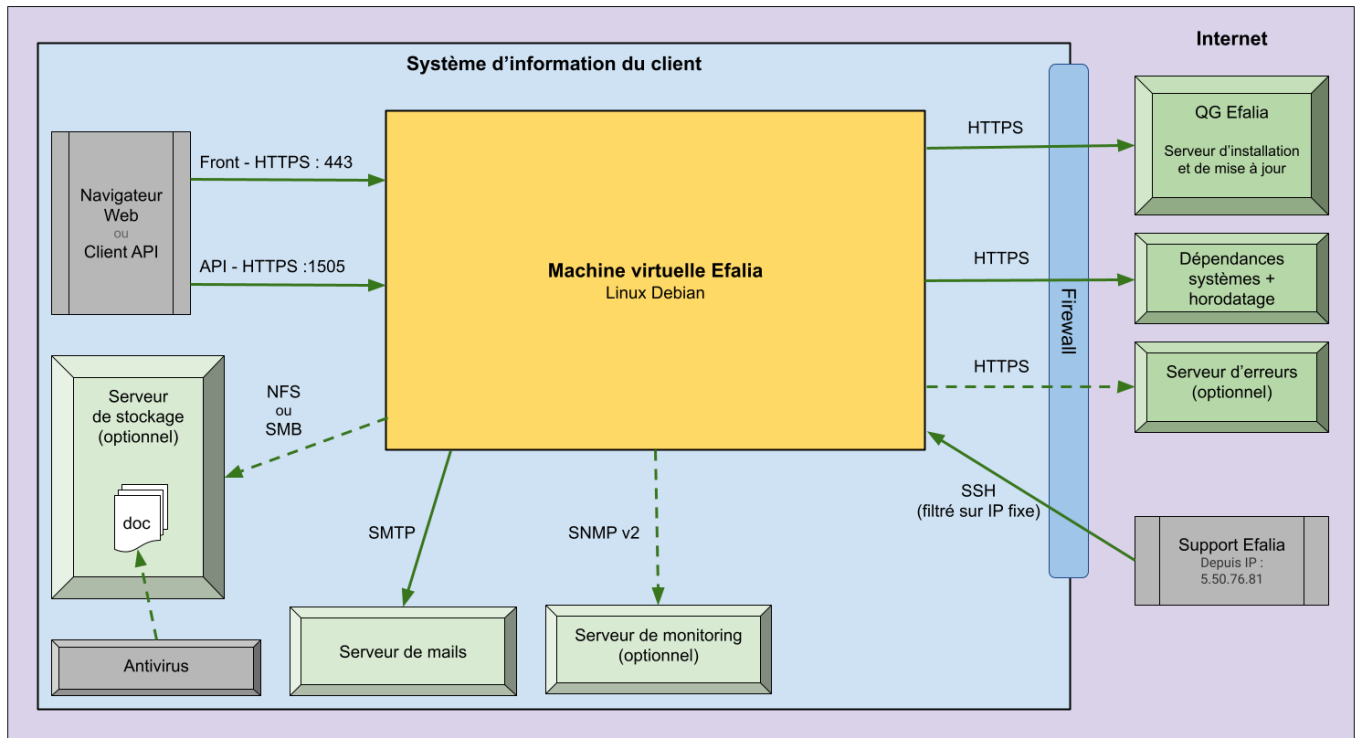 Internet
Système d'information du client
QG Efalia
Serveur d'installation
et de mise à jour
HTTPS
Front - HTTPS : 443
Navigateur
Web
ou
Client API
API - HTTPS :1505
Machine virtuelle Efalia
Linux Debian
HTTPS
Dépendances
systèmes +
horodatage
Firewall
HTTPS
Serveur d'erreurs
(optionnel)
Serveur
de stockage
(optionnel)
doc
NFS
ou
SMB
SMTP
SNMP v2
SSH
(filtré sur IP fixe)
Support Efalia
Depuis IP :
5.50.76.81
Antivirus
Serveur de mails
Serveur de monitoring
(optionnel)